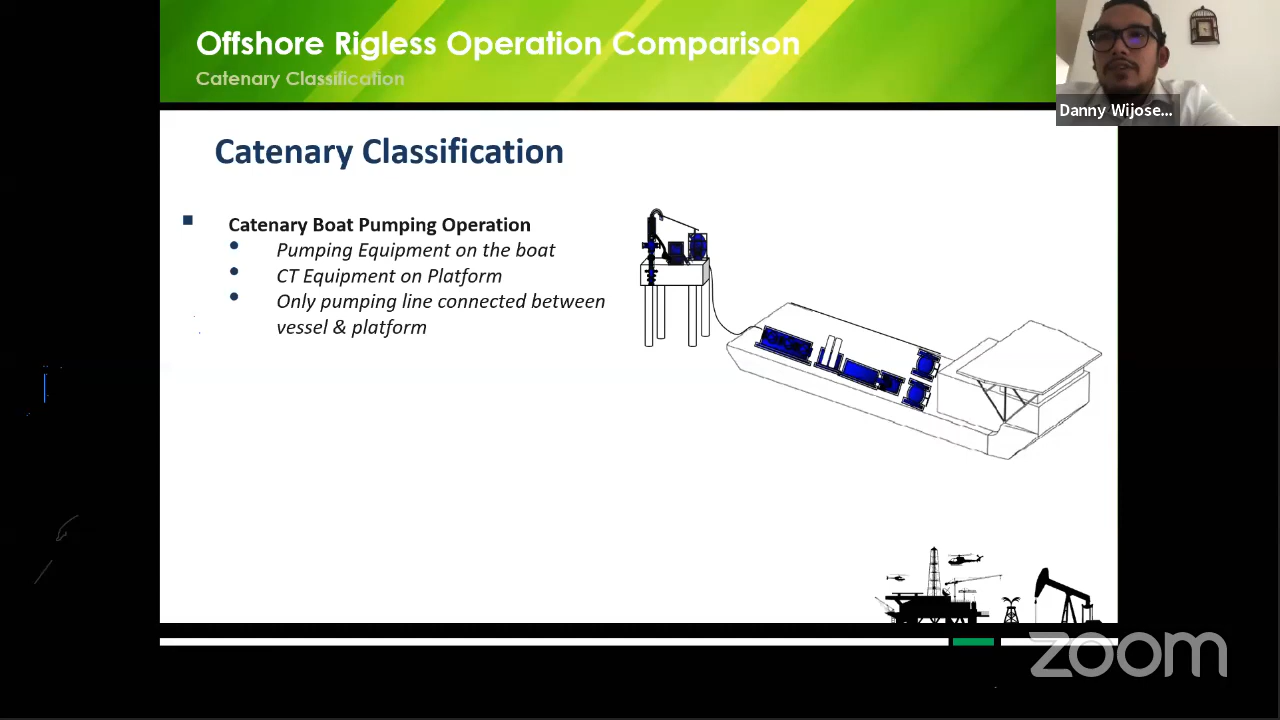 Offshore Rigless Operation Comparison
Catenary Classification
Danny Wijose...
Catenary Classification
Catenary Boat Pumping Operation
Pumping Equipment on the boat
CT Equipment on Platform
Only pumping line connected between
vessel & platform
zoom